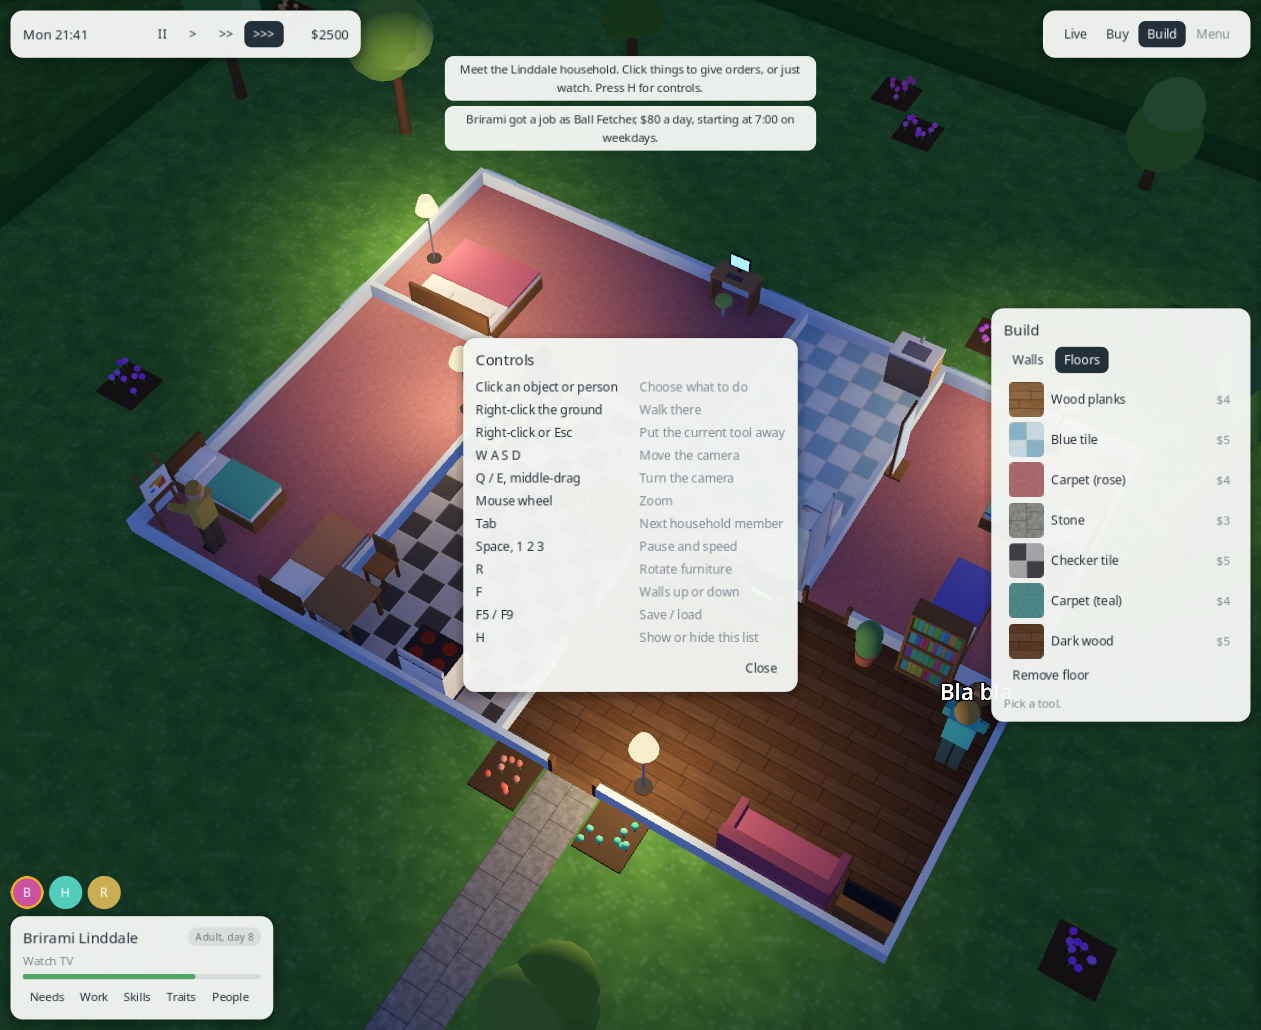 Mon 21:41
II
>
>>
>>>
$2500
Live
Buy
Build
Menu
Meet the Linddale household. Click things to give orders, or just
watch. Press H for controls.
Brirami got a job as Ball Fetcher, $80 a day, starting at 7:00 on
weekdays.
Controls
Click an object or person Choose what to do
Right-click the ground Walk there
Right-click or Esc Put the current tool away
W A S D Move the camera
Q / E, middle-drag Turn the camera
Mouse wheel Zoom
Tab Next household member
Space, 1 2 3 Pause and speed
R Rotate furniture
F Walls up or down
F5 / F9 Save / load
H Show or hide this list
Close
Build
Walls Floors
Wood planks $4
Blue tile $5
Carpet (rose) $4
Stone $3
Checker tile $5
Carpet (teal) $4
Dark wood $5
Remove floor
Pick a tool.
Bla bla
B H R
Brirami Linddale Adult, day 8
Watch TV
Needs Work Skills Traits People